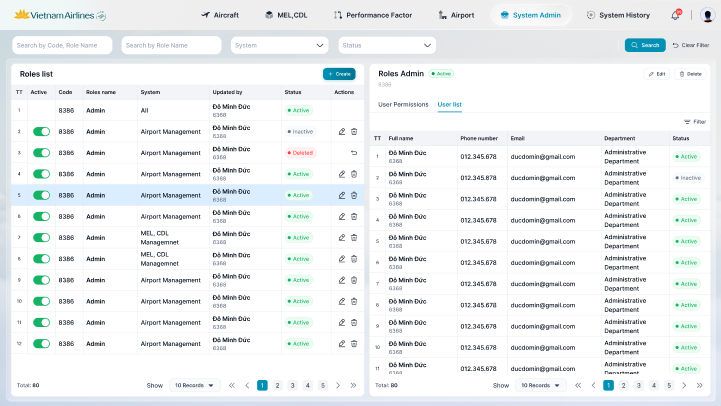 Vietnam Airlines
Aircraft
MEL,CDL
Performance Factor
Airport
System Admin
System History
Search by Code, Role Name
Search by Role Name
System
Status
Search
Clear Filter
Roles list
Create
TT Active Code Roles name System Updated by Status Actions
1 8386 Admin All Đỗ Minh Đức Active
6368
2 8386 Admin Airport Management Đỗ Minh Đức Inactive
6368
3 8386 Admin Airport Management Đỗ Minh Đức Deleted
6368
4 8386 Admin Airport Management Đỗ Minh Đức Active
6368
5 8386 Admin Airport Management Đỗ Minh Đức Active
6368
6 8386 Admin Airport Management Đỗ Minh Đức Active
6368
7 8386 Admin MEL, CDL Managemnet Đỗ Minh Đức Active
6368
8 8386 Admin MEL, CDL Managemnet Đỗ Minh Đức Active
6368
9 8386 Admin Airport Management Đỗ Minh Đức Active
6368
10 8386 Admin Airport Management Đỗ Minh Đức Active
6368
11 8386 Admin Airport Management Đỗ Minh Đức Active
6368
12 8386 Admin Airport Management Đỗ Minh Đức Active
6368
Total: 80 Show 10 Records 1 2 3 4 5
Roles Admin Active
8386
Edit
Delete
User Permissions
User list
Filter
TT Full name Phone number Email Department Status
1 Đỗ Minh Đức 012.345.678 ducdomin@gmail.com Administrative Department Active
6368
2 Đỗ Minh Đức 012.345.678 ducdomin@gmail.com Administrative Department Inactive
6368
3 Đỗ Minh Đức 012.345.678 ducdomin@gmail.com Administrative Department Active
6368
4 Đỗ Minh Đức 012.345.678 ducdomin@gmail.com Administrative Department Active
6368
5 Đỗ Minh Đức 012.345.678 ducdomin@gmail.com Administrative Department Active
6368
6 Đỗ Minh Đức 012.345.678 ducdomin@gmail.com Administrative Department Active
6368
7 Đỗ Minh Đức 012.345.678 ducdomin@gmail.com Administrative Department Active
6368
8 Đỗ Minh Đức 012.345.678 ducdomin@gmail.com Administrative Department Active
6368
9 Đỗ Minh Đức 012.345.678 ducdomin@gmail.com Administrative Department Active
6368
10 Đỗ Minh Đức 012.345.678 ducdomin@gmail.com Administrative Department Active
6368
11 Đỗ Minh Đức 012.345.678 ducdomin@gmail.com Administrative Department Active
Total: 80 Show 10 Records 1 2 3 4 5